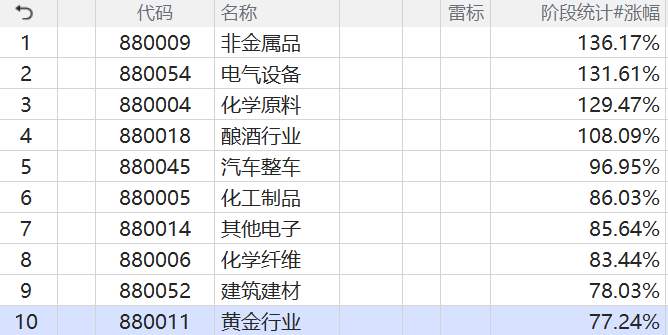 代码 名称 雷标 阶段统计#涨幅
1 880009 非金属品 136.17%
2 880054 电气设备 131.61%
3 880004 化学原料 129.47%
4 880018 酿酒行业 108.09%
5 880045 汽车整车 96.95%
6 880005 化工制品 86.03%
7 880014 其他电子 85.64%
8 880006 化学纤维 83.44%
9 880052 建筑建材 78.03%
10 880011 黄金行业 77.24%